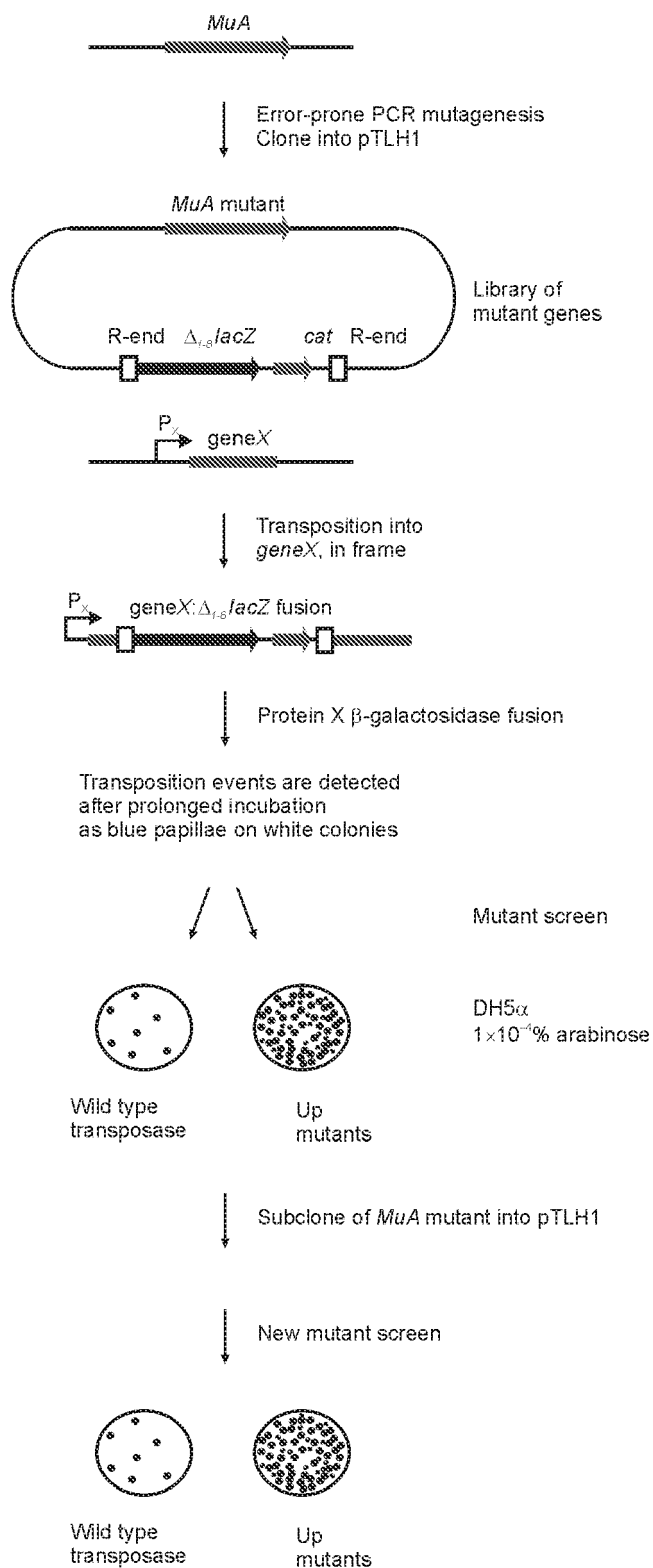 MuA
Error-prone PCR mutagenesis
Clone into pTLH1
MuA mutant
Library of
mutant genes
R-end Δ1-8lacZ cat R-end
Px geneX
Transposition into
geneX, in frame
Px geneX:Δ1-8lacZ fusion
Protein X β-galactosidase fusion
Transposition events are detected
after prolonged incubation
as blue papillae on white colonies
Mutant screen
DH5α
1×10⁻⁴% arabinose
Wild type
transposase
Up
mutants
Subclone of MuA mutant into pTLH1
New mutant screen
Wild type
transposase
Up
mutants